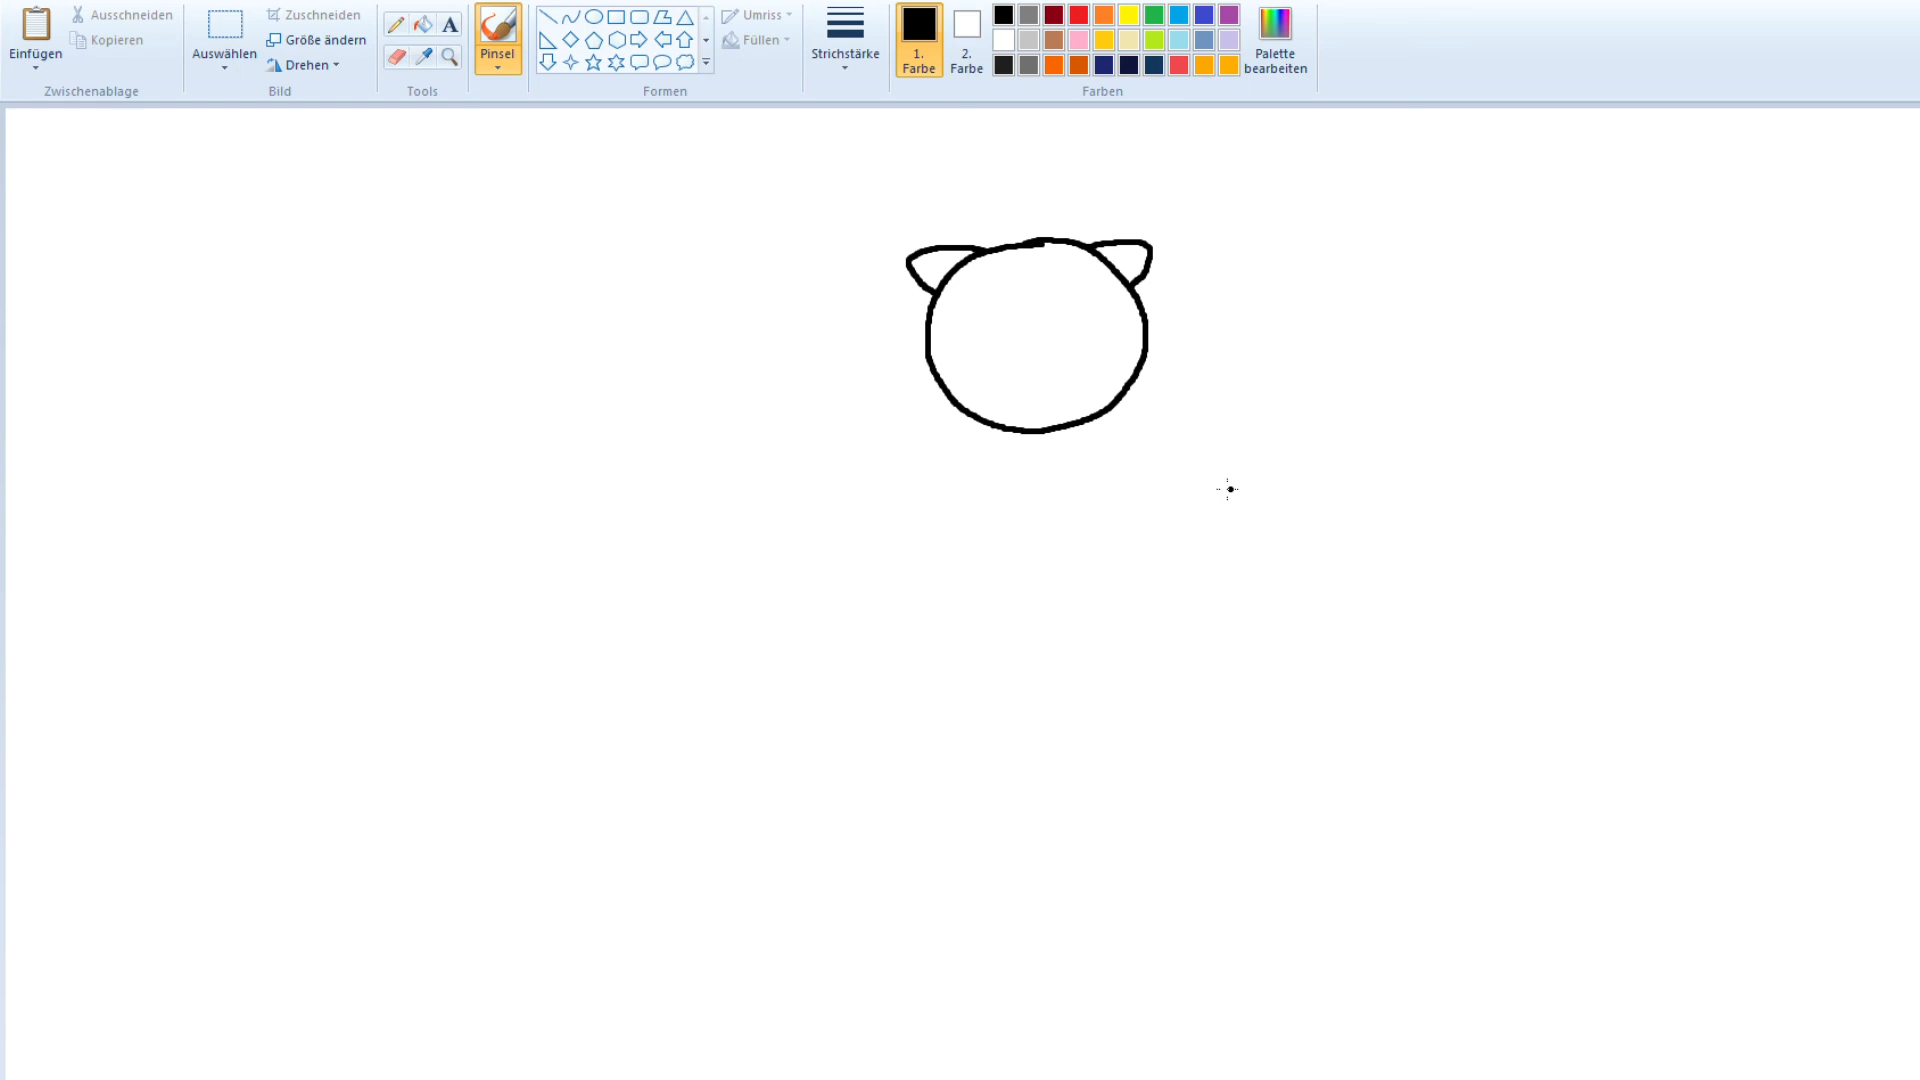 Einfügen
Ausschneiden
Kopieren
Zwischenablage
Auswählen
Zuschneiden
Größe ändern
Drehen
Bild
A
Tools
Pinsel
Formen
Umriss
Füllen
Strichstärke
1.
Farbe
2.
Farbe
Farben
Palette
bearbeiten